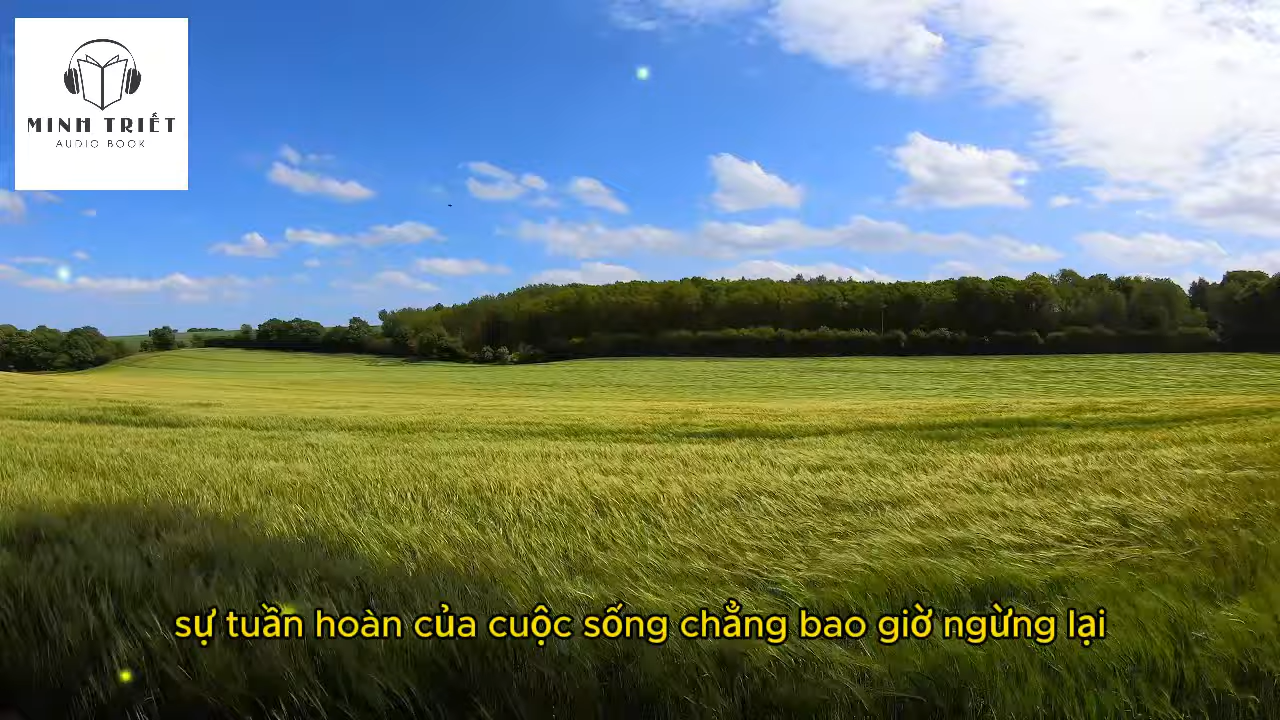 MINH TRIẾT
AUDIO BOOK
sự tuần hoàn của cuộc sống chẳng bao giờ ngừng lại